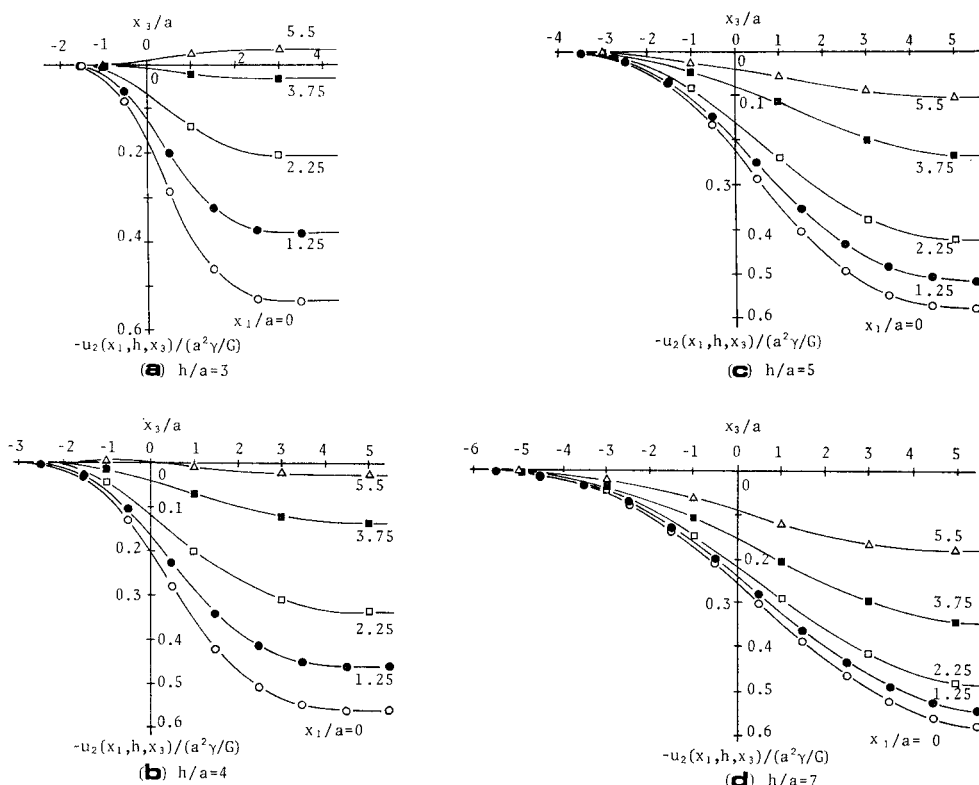 x3/a
-2 -1 0 2 4
5.5
0
3.75
0.2
2.25
0.4
1.25
0.6
x1/a=0
-u2(x1,h,x3)/(a²γ/G)
(a) h/a=3
x3/a
-4 -3 -2 -1 0 1 2 3 4 5
0
5.5
0.1
3.75
0.3
2.25
0.4
0.5
1.25
0.6
x1/a=0
-u2(x1,h,x3)/(a²γ/G)
(c) h/a=5
x3/a
-3 -2 -1 0 1 2 3 4 5
0
5.5
0.1
3.75
0.2
0.3
2.25
0.4
1.25
0.5
x1/a=0
0.6
-u2(x1,h,x3)/(a²γ/G)
(b) h/a=4
x3/a
-6 -5 -4 -3 -2 -1 0 1 2 3 4 5
0
5.5
0.2
3.75
0.3
0.4
2.25
1.25
0.5
x1/a= 0
0.6
-u2(x1,h,x3)/(a²γ/G)
(d) h/a=7